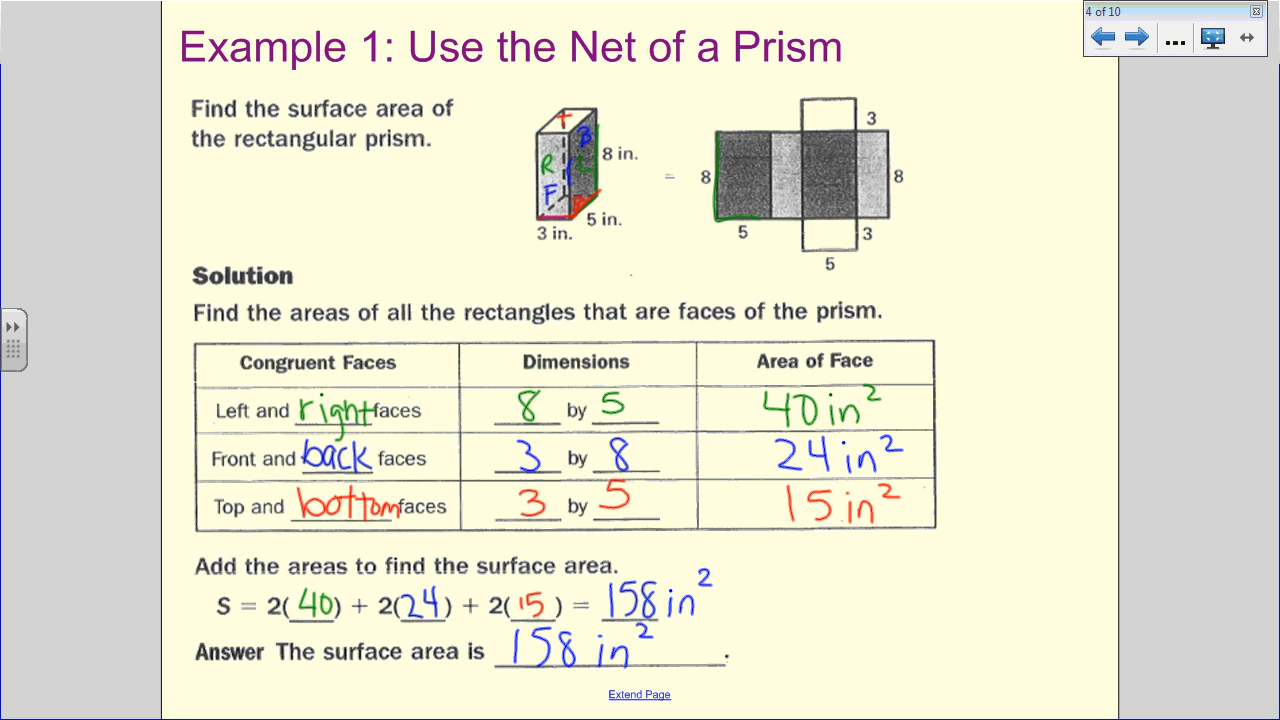 4 of 10
Example 1: Use the Net of a Prism
Find the surface area of
the rectangular prism.
T
B
R
L
F
8 in.
5 in.
3 in.
=
3
8
8
5
3
5
Solution
Find the areas of all the rectangles that are faces of the prism.
Congruent Faces Dimensions Area of Face
Left and right faces 8 by 5 40 in²
Front and back faces 3 by 8 24 in²
Top and bottom faces 3 by 5 15 in²
Add the areas to find the surface area.
S = 2(40) + 2(24) + 2(15) = 158 in²
Answer The surface area is 158 in².
Extend Page